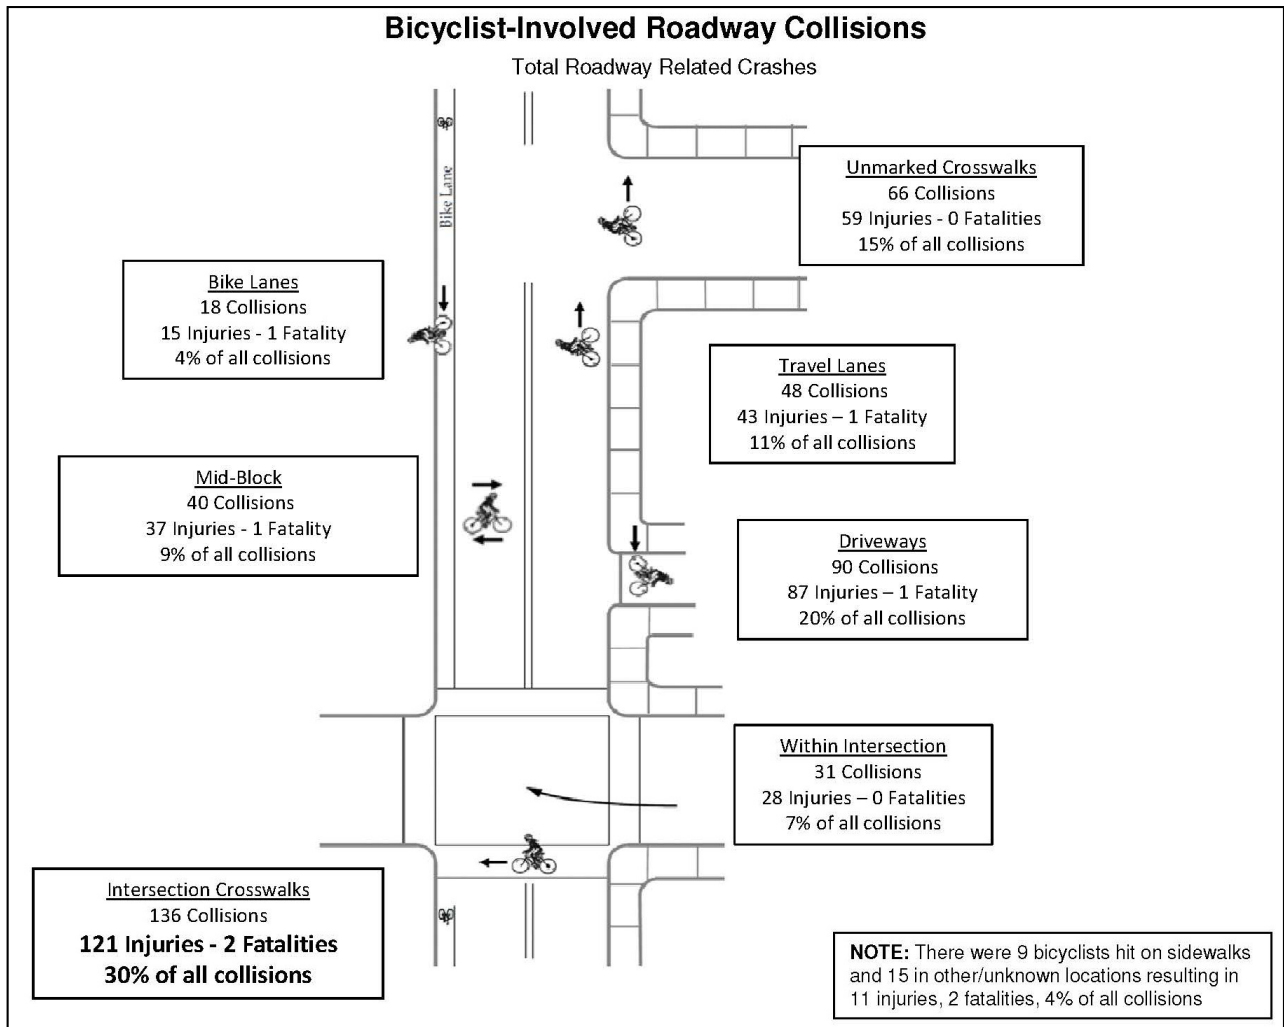 Bicyclist-Involved Roadway Collisions
Total Roadway Related Crashes
Bike Lane
Unmarked Crosswalks
66 Collisions
59 Injuries - 0 Fatalities
15% of all collisions
Bike Lanes
18 Collisions
15 Injuries - 1 Fatality
4% of all collisions
Travel Lanes
48 Collisions
43 Injuries – 1 Fatality
11% of all collisions
Mid-Block
40 Collisions
37 Injuries - 1 Fatality
9% of all collisions
Driveways
90 Collisions
87 Injuries – 1 Fatality
20% of all collisions
Within Intersection
31 Collisions
28 Injuries – 0 Fatalities
7% of all collisions
Intersection Crosswalks
136 Collisions
121 Injuries - 2 Fatalities
30% of all collisions
NOTE: There were 9 bicyclists hit on sidewalks
and 15 in other/unknown locations resulting in
11 injuries, 2 fatalities, 4% of all collisions